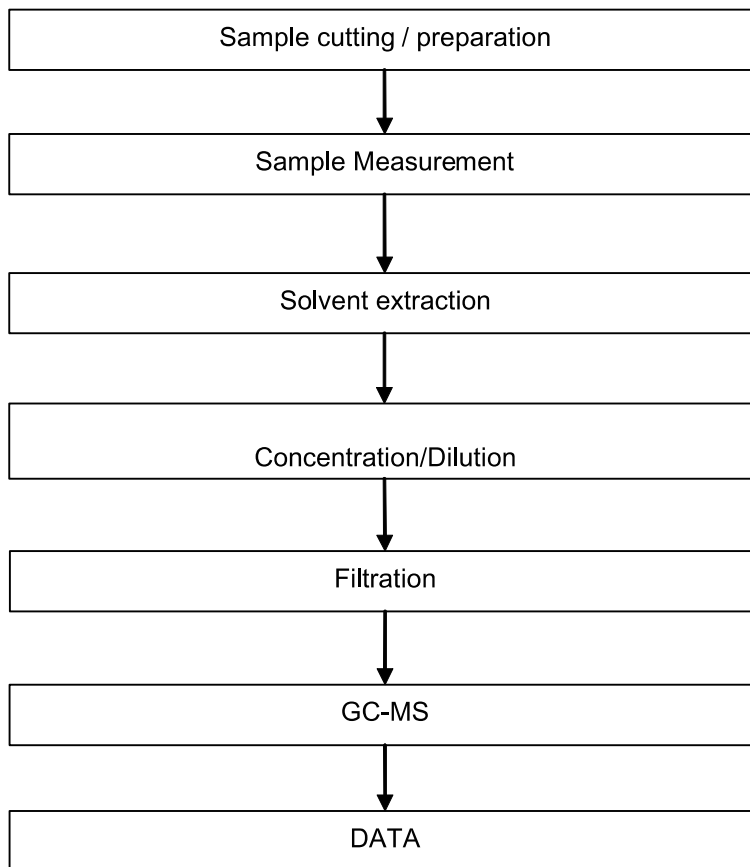 Sample cutting / preparation
Sample Measurement
Solvent extraction
Concentration/Dilution
Filtration
GC-MS
DATA